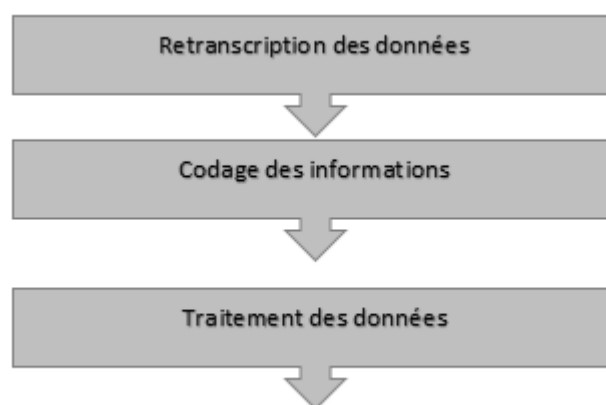 Retranscription des données
Codage des informations
Traitement des données